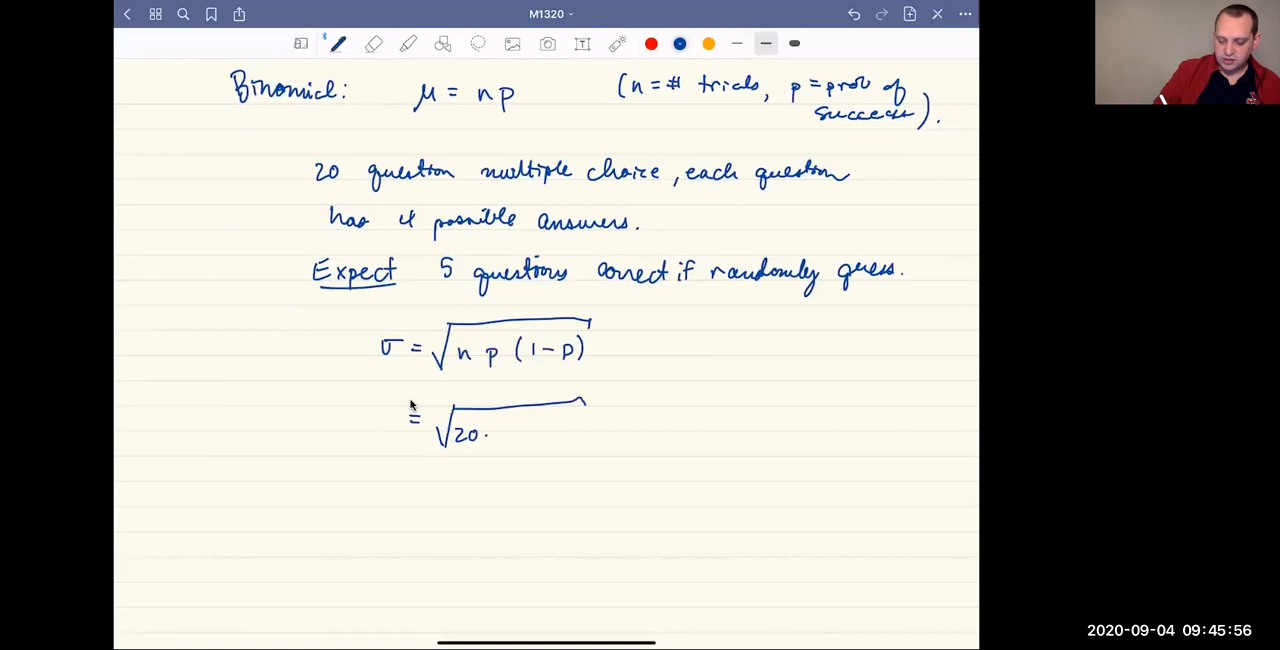 M1320
Binomial: μ = np (n = # trials, p = prob of
success).
20 question multiple choice, each question
has 4 possible answers.
Expect 5 questions correct if randomly guess.
σ = √(n p (1 - p))
= √20·
2020-09-04 09:45:56